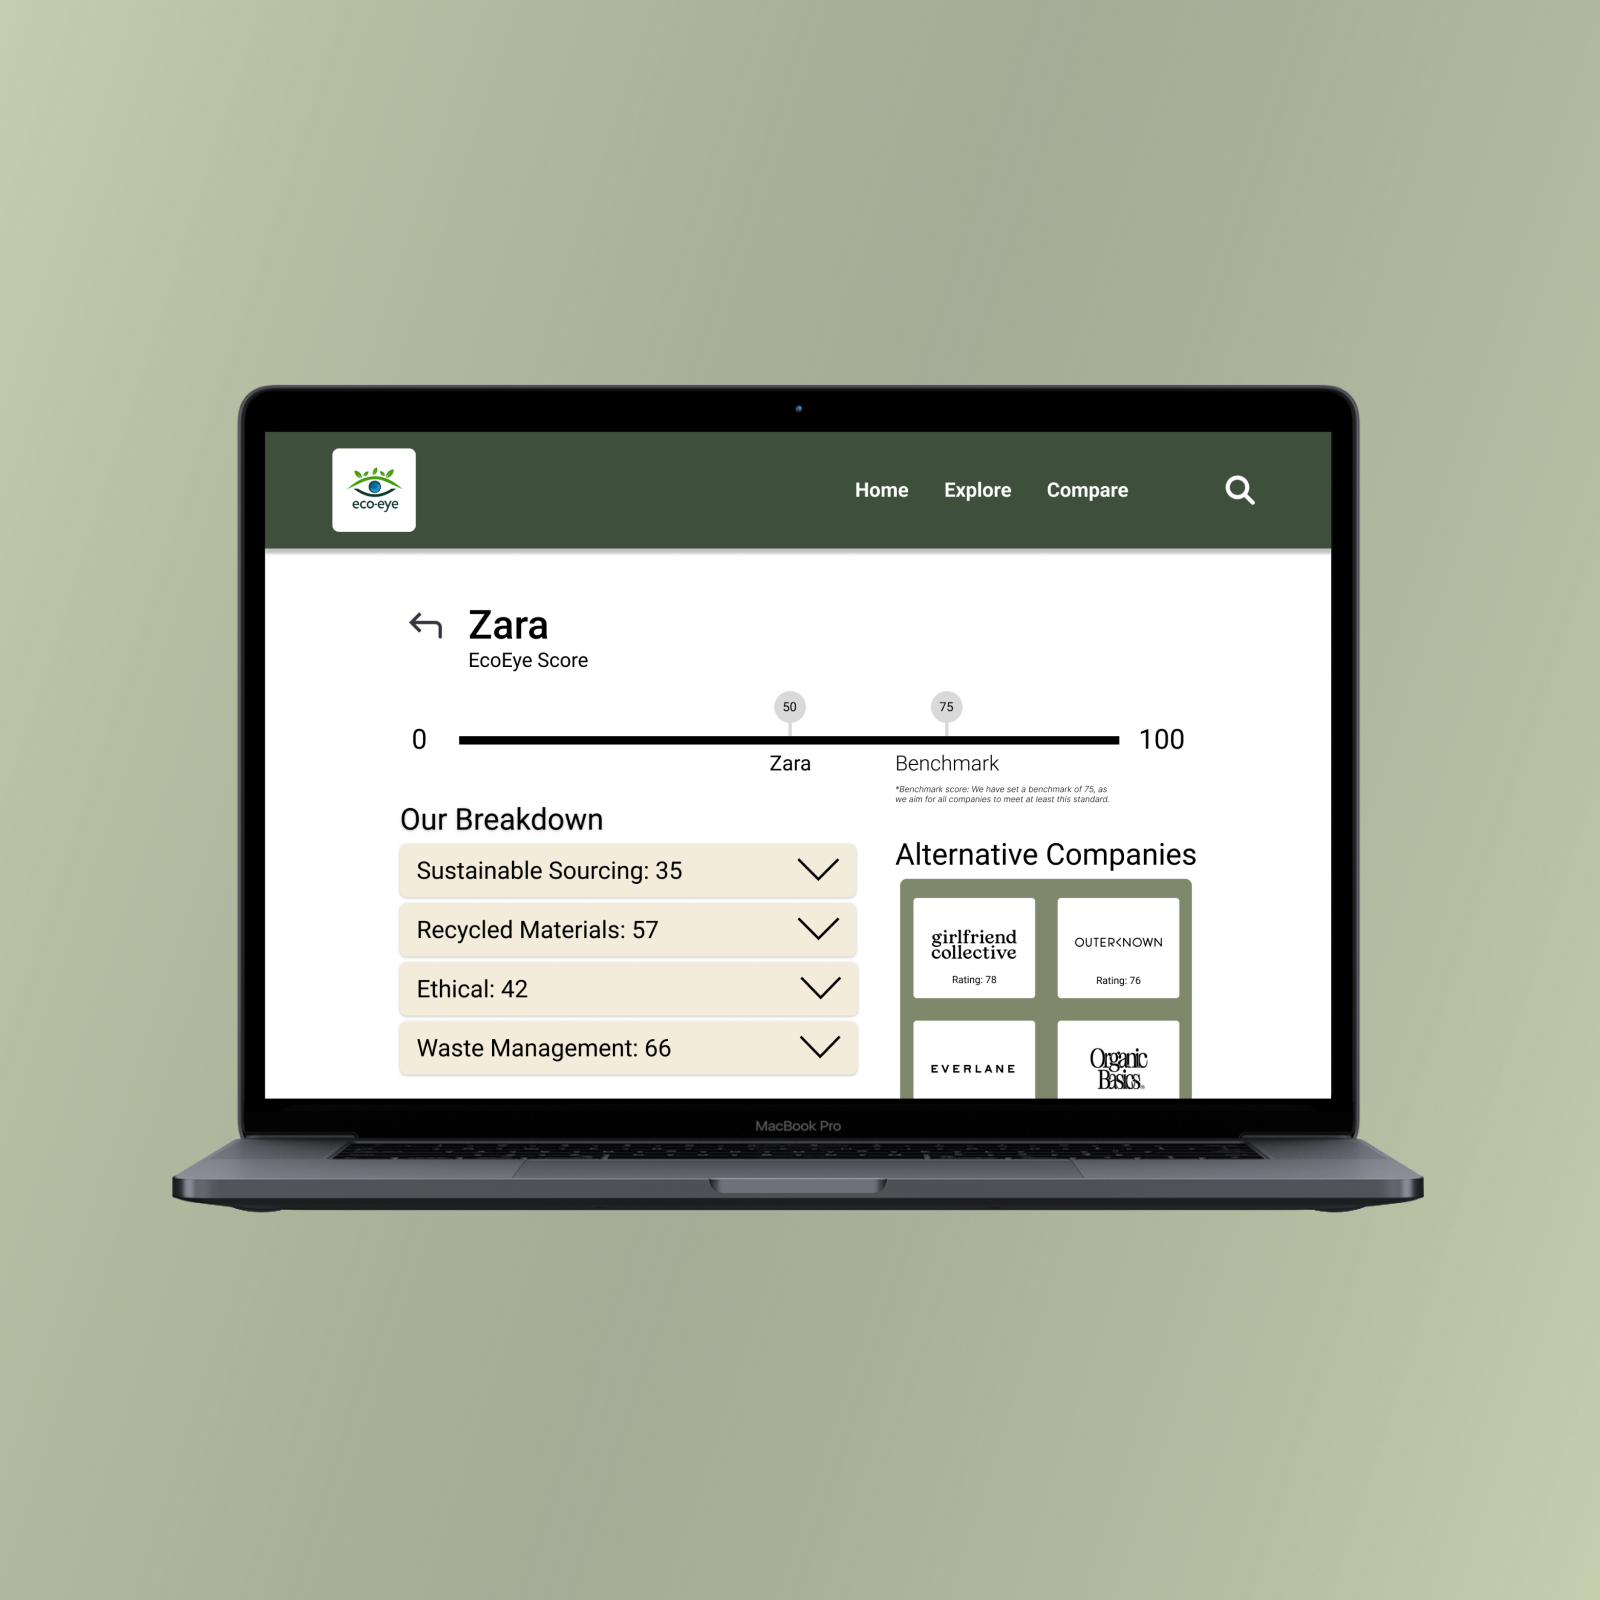 eco-eye
Home
Explore
Compare
Zara
EcoEye Score
50
75
0
100
Zara
Benchmark
*Benchmark score: We have set a benchmark of 75, as
we aim for all companies to meet at least this standard.
Our Breakdown
Sustainable Sourcing: 35
Recycled Materials: 57
Ethical: 42
Waste Management: 66
Alternative Companies
girlfriend
collective
Rating: 78
OUTERKNOWN
Rating: 76
EVERLANE
Organic
Basics
MacBook Pro